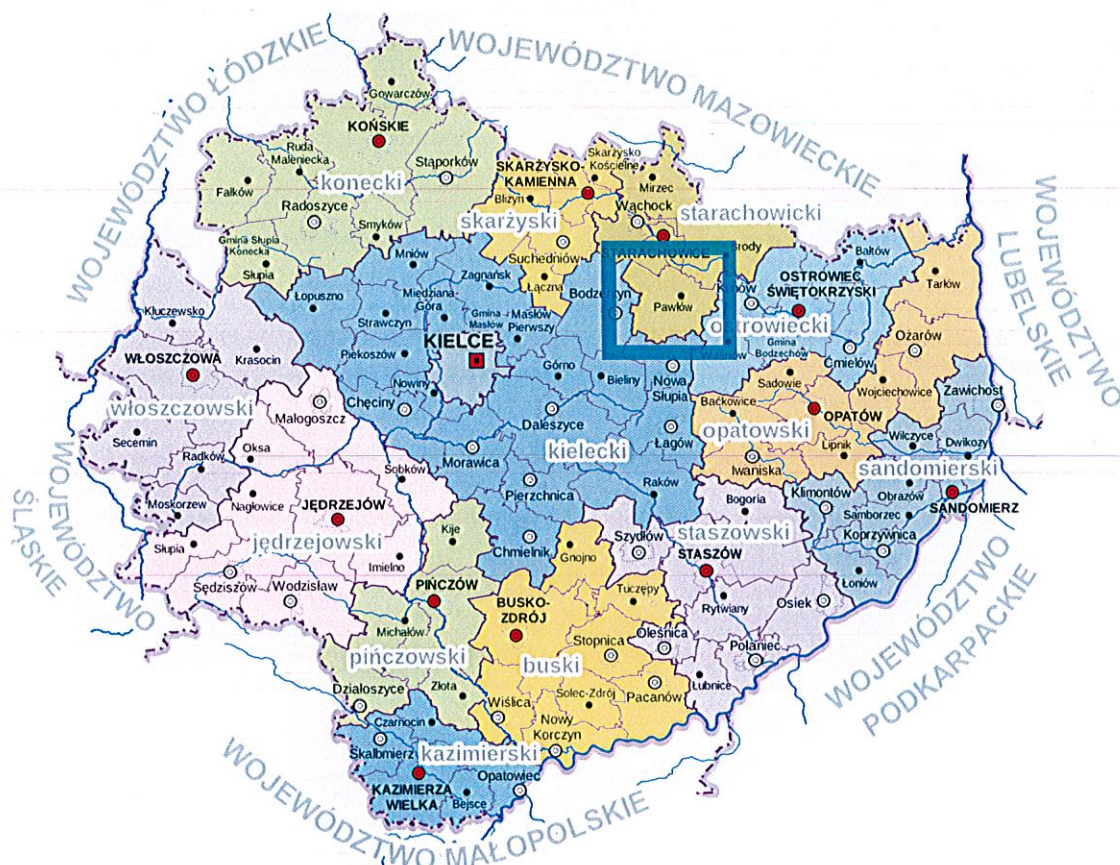 WOJEWÓDZTWO ŁÓDZKIE
WOJEWÓDZTWO MAZOWIECKIE
WOJEWÓDZTWO
LUBELSKIE
WOJEWÓDZTWO
PODKARPACKIE
WOJEWÓDZTWO MAŁOPOLSKIE
WOJEWÓDZTWO
ŚLĄSKIE
Gowarczów
KOŃSKIE
Ruda
Maleniecka
Stąporków
Fałków
konecki
Radoszyce
Smyków
Gmina Słupia
Konecka
Słupia
SKARŻYSKO-
KAMIENNA
Skarżysko
Kościelne
Bliżyn
skarżyski
Suchedniów
Łączna
Mirzec
Wąchock
starachowicki
STARACHOWICE
Brody
Pawłów
Mniów
Zagnańsk
Łopuszno
Miedziana-
Góra
Gmina
Masłów
Masłów
Pierwszy
Bodzentyn
Strawczyn
KIELCE
Piekoszów
Górno
Bieliny
Nowa
Słupia
Nowiny
Chęciny
Daleszyce
Łagów
Morawica
kielecki
Pierzchnica
Raków
Chmielnik
Bałtów
OSTROWIEC
ŚWIĘTOKRZYSKI
Kunów
ostrowiecki
Waśniów
Gmina
Bodzechów
Ćmielów
Tarłów
Ożarów
Sadowie
Wojciechowice
Baćkowice
OPATÓW
opatowski
Lipnik
Iwaniska
Zawichost
Wilczyce
Dwikozy
sandomierski
Klimontów
Obrazów
SANDOMIERZ
Samborzec
Koprzywnica
Łoniów
Kluczewsko
WŁOSZCZOWA
Krasocin
włoszczowski
Secemin
Radków
Moskorzew
Małogoszcz
Oksa
Sobków
Nagłowice
JĘDRZEJÓW
Słupia
jędrzejowski
Imielno
Sędziszów
Wodzisław
Kije
PIŃCZÓW
Michałów
pińczowski
Działoszyce
Złota
Gnojno
BUSKO-
ZDRÓJ
Tuczępy
Stopnica
buski
Solec-Zdrój
Pacanów
Wiślica
Nowy
Korczyn
Bogoria
Szydłów
staszowski
STASZÓW
Rytwiany
Osiek
Oleśnica
Połaniec
Łubnice
Czarnocin
Skalbmierz
kazimierski
KAZIMIERZA
WIELKA
Opatowiec
Bejsce